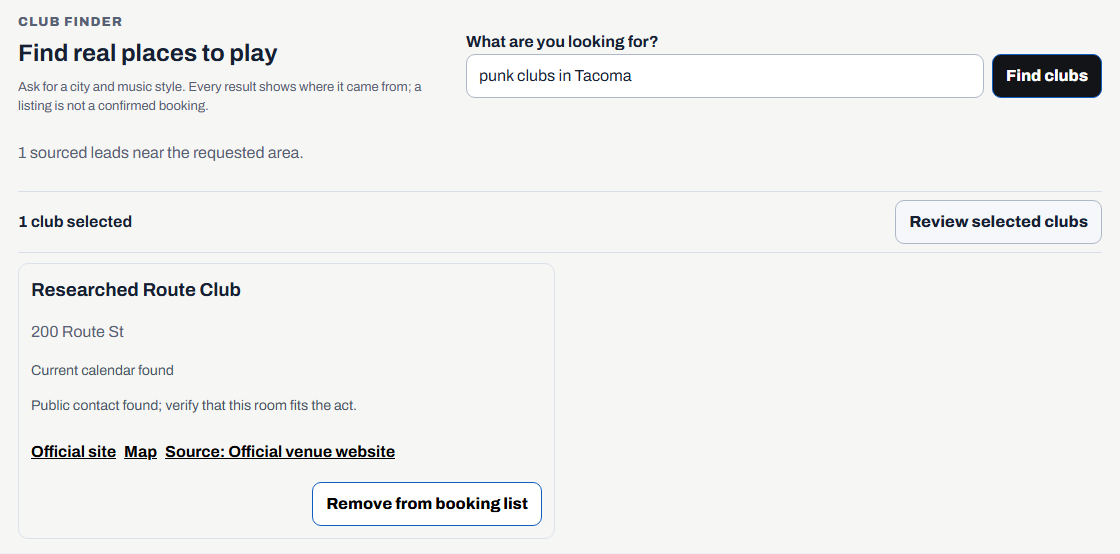 CLUB FINDER
Find real places to play
Ask for a city and music style. Every result shows where it came from; a
listing is not a confirmed booking.
What are you looking for?
punk clubs in Tacoma
Find clubs
1 sourced leads near the requested area.
1 club selected
Review selected clubs
Researched Route Club
200 Route St
Current calendar found
Public contact found; verify that this room fits the act.
Official site Map Source: Official venue website
Remove from booking list